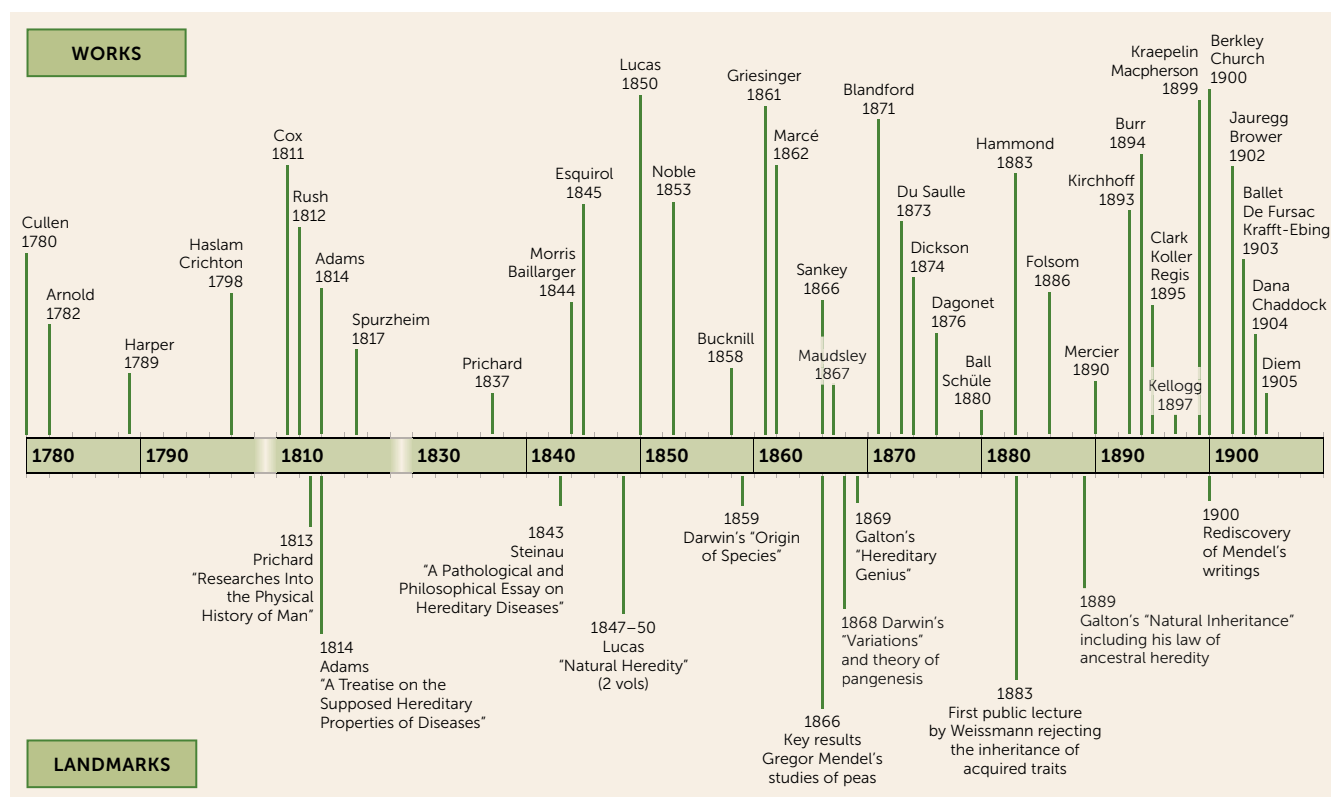 WORKS
Cullen
1780
Arnold
1782
Harper
1789
Haslam
Crichton
1798
Cox
1811
Rush
1812
Adams
1814
Spurzheim
1817
Prichard
1837
Morris
Baillarger
1844
Esquirol
1845
Lucas
1850
Noble
1853
Bucknill
1858
Griesinger
1861
Marcé
1862
Sankey
1866
Maudsley
1867
Blandford
1871
Du Saulle
1873
Dickson
1874
Dagonet
1876
Ball
Schüle
1880
Hammond
1883
Folsom
1886
Mercier
1890
Kirchhoff
1893
Burr
1894
Clark
Koller
Regis
1895
Kellogg
1897
Kraepelin
Macpherson
1899
Berkley
Church
1900
Jauregg
Brower
1902
Ballet
De Fursac
Krafft-Ebing
1903
Dana
Chaddock
1904
Diem
1905
1780 1790 1810 1830 1840 1850 1860 1870 1880 1890 1900
1813
Prichard
"Researches Into
the Physical
History of Man"
1814
Adams
"A Treatise on the
Supposed Hereditary
Properties of Diseases"
1843
Steinau
"A Pathological and
Philosophical Essay on
Hereditary Diseases"
1847–50
Lucas
"Natural Heredity"
(2 vols)
1859
Darwin's "Origin
of Species"
1866
Key results
Gregor Mendel's
studies of peas
1868 Darwin's
"Variations"
and theory of
pangenesis
1869
Galton's
"Hereditary
Genius"
1883
First public lecture
by Weissmann rejecting
the inheritance of
acquired traits
1889
Galton's "Natural Inheritance"
including his law of
ancestral heredity
1900
Rediscovery
of Mendel's
writings
LANDMARKS